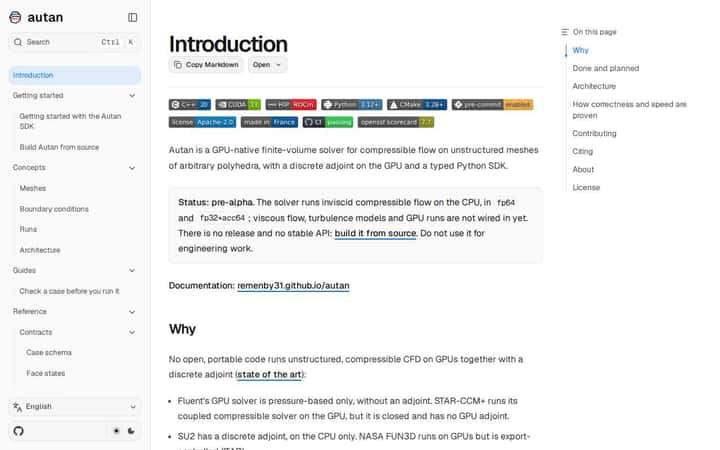 autan
Search Ctrl K
Introduction
Getting started
Getting started with the Autan
SDK
Build Autan from source
Concepts
Meshes
Boundary conditions
Runs
Architecture
Guides
Check a case before you run it
Reference
Contracts
Case schema
Face states
English
Introduction
Copy Markdown Open
C++ 20 CUDA 13 HIP ROCm Python 3.12+ CMake 3.28+ pre-commit enabled
license Apache-2.0 made in France CI passing openssf scorecard 7.7
Autan is a GPU-native finite-volume solver for compressible flow on unstructured meshes
of arbitrary polyhedra, with a discrete adjoint on the GPU and a typed Python SDK.
Status: pre-alpha. The solver runs inviscid compressible flow on the CPU, in fp64
and fp32+acc64; viscous flow, turbulence models and GPU runs are not wired in yet.
There is no release and no stable API: build it from source. Do not use it for
engineering work.
Documentation: remenby31.github.io/autan
Why
No open, portable code runs unstructured, compressible CFD on GPUs together with a
discrete adjoint (state of the art):
• Fluent's GPU solver is pressure-based only, without an adjoint. STAR-CCM+ runs its
coupled compressible solver on the GPU, but it is closed and has no GPU adjoint.
• SU2 has a discrete adjoint, on the CPU only. NASA FUN3D runs on GPUs but is export-
On this page
Why
Done and planned
Architecture
How correctness and speed are
proven
Contributing
Citing
About
License